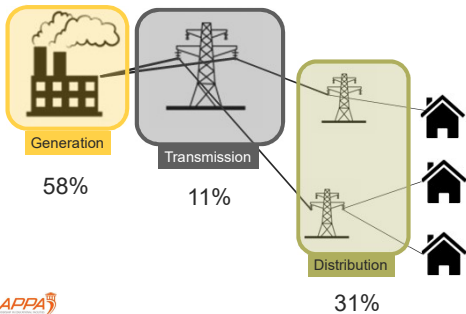 Generation
58%
Transmission
11%
Distribution
31%
APPA